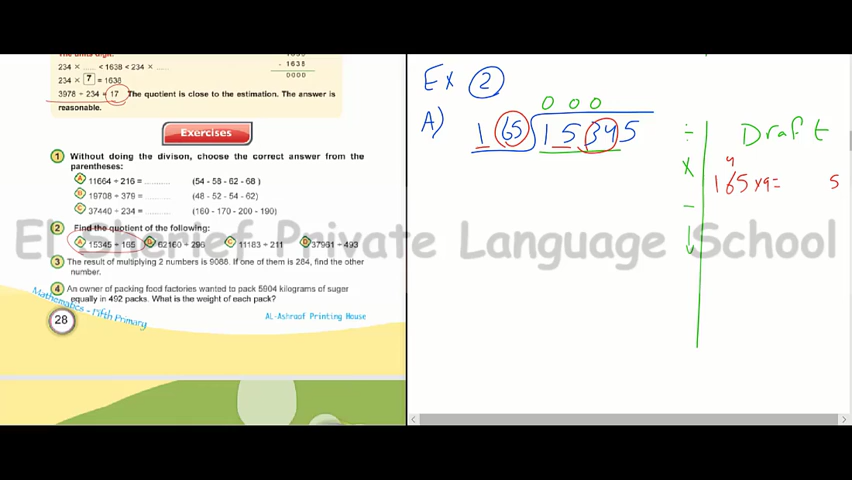 The units digit.
234 × ...... < 1638 < 234 × ......
234 × 7 = 1638
3978 ÷ 234 = 17 The quotient is close to the estimation. The answer is
reasonable.
- 1638
0000
Exercises
1 Without doing the divison, choose the correct answer from the
parentheses:
A 11664 ÷ 216 = .......... (54 - 58 - 62 - 68 )
B 19708 ÷ 379 = .......... (48 - 52 - 54 - 62)
C 37440 ÷ 234 = .......... (160 - 170 - 200 - 190)
2 Find the quotient of the following:
A 15345 ÷ 165 B 62160 ÷ 296 C 11183 ÷ 211 D 37961 ÷ 493
3 The result of multiplying 2 numbers is 9088. If one of them is 284, find the other
number.
4 An owner of packing food factories wanted to pack 5904 kilograms of suger
equally in 492 packs. What is the weight of each pack?
28
Mathematics - Fifth Primary
AL-Ashraaf Printing House
Ex 2
A)
0 0 0
165 15345
÷
×
-
↓
Draft
4
165 × 9 = 5
El Sherief Private Language School